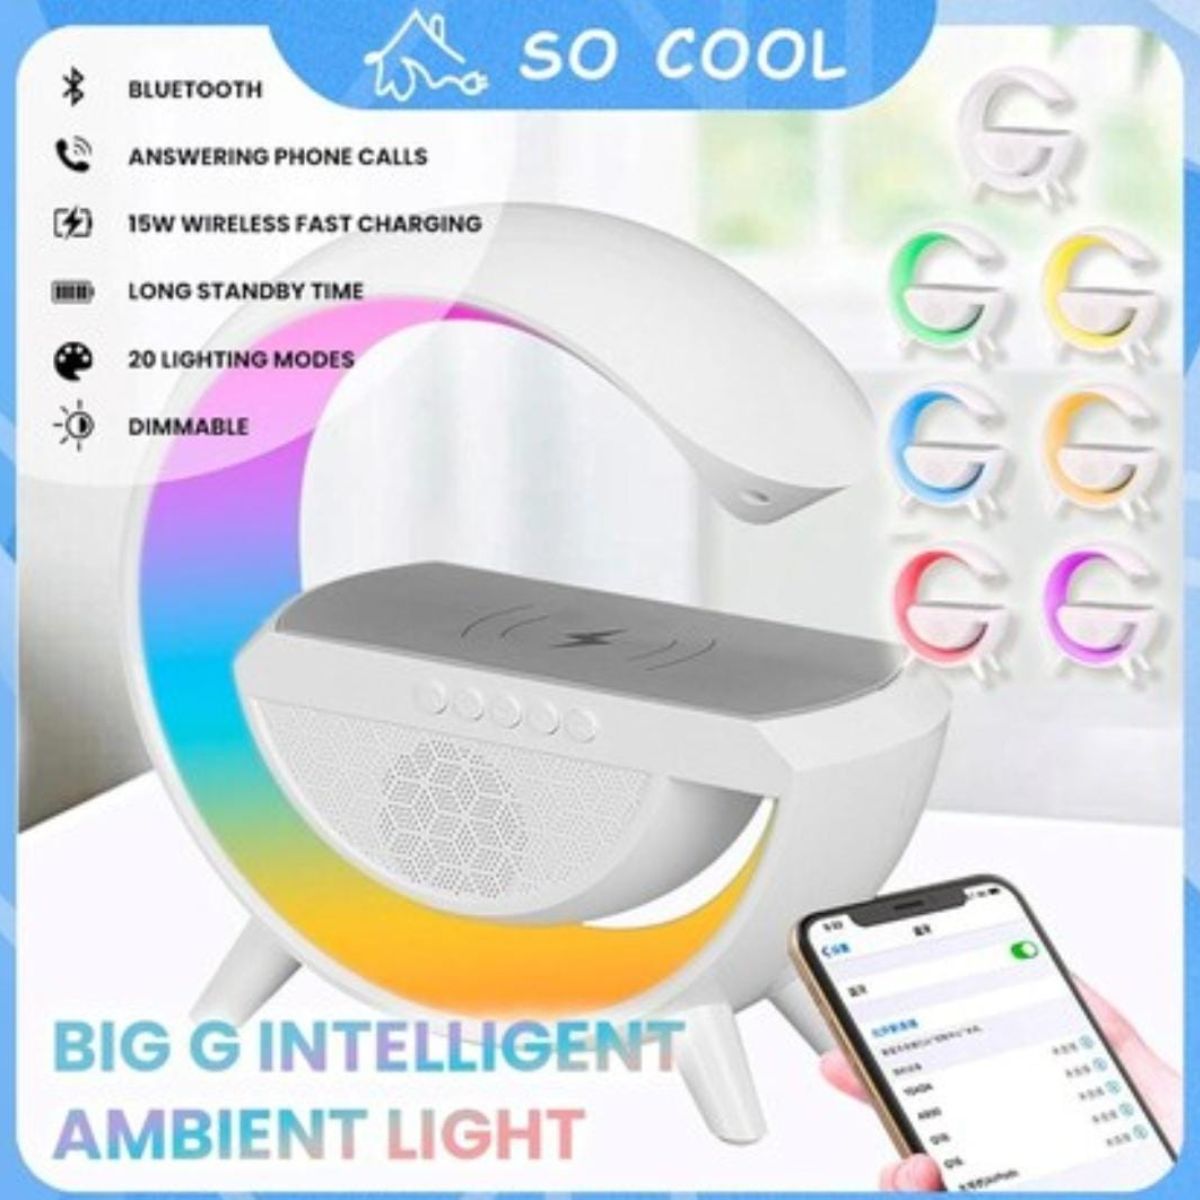 SO COOL
BLUETOOTH
ANSWERING PHONE CALLS
15W WIRELESS FAST CHARGING
LONG STANDBY TIME
20 LIGHTING MODES
DIMMABLE
BIG G INTELLIGENT
AMBIENT LIGHT